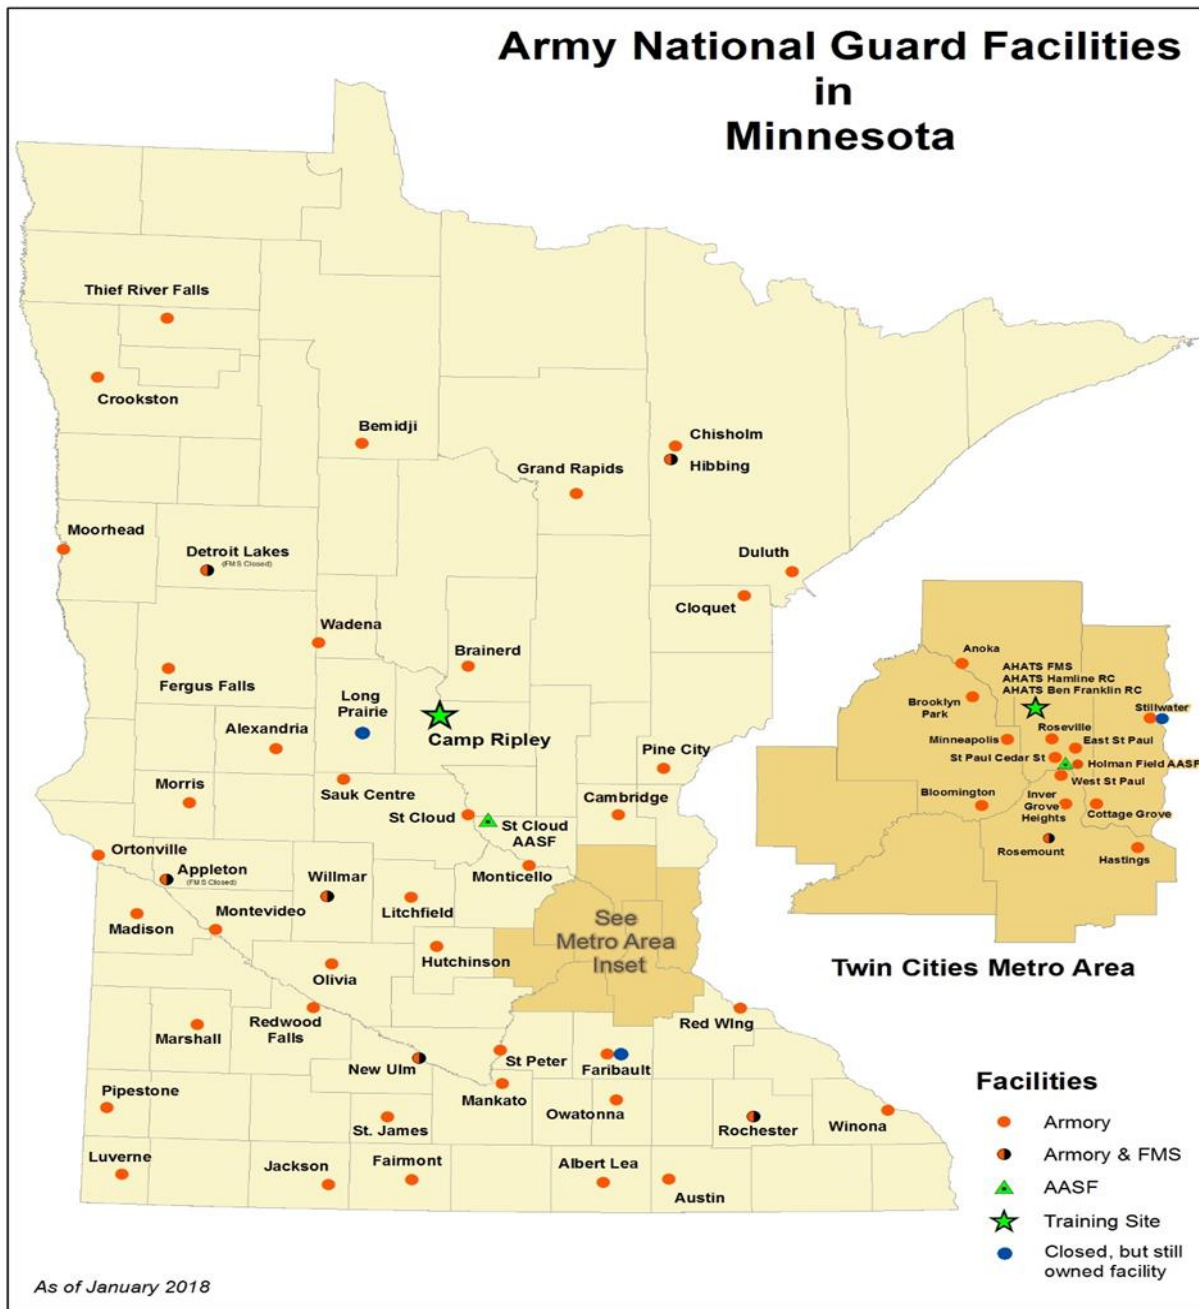 Army National Guard Facilities
in
Minnesota
Thief River Falls
Crookston
Bemidji
Chisholm
Hibbing
Grand Rapids
Moorhead
Detroit Lakes
(FMS Closed)
Duluth
Cloquet
Wadena
Brainerd
Fergus Falls
Long
Prairie
Alexandria
Camp Ripley
Pine City
Morris
Sauk Centre
Cambridge
St Cloud
St Cloud
AASF
Ortonville
Appleton
(FMS Closed)
Willmar
Monticello
Litchfield
Madison
Montevideo
See
Metro Area
Inset
Hutchinson
Olivia
Redwood
Falls
Marshall
Red WIng
New Ulm
St Peter
Faribault
Pipestone
Mankato
Owatonna
St. James
Rochester
Winona
Luverne
Jackson
Fairmont
Albert Lea
Austin
Anoka
AHATS FMS
AHATS Hamline RC
AHATS Ben Franklin RC
Brooklyn
Park
Stillwater
Roseville
Minneapolis
East St Paul
St Paul Cedar St
Holman Field AASF
West St Paul
Bloomington
Inver
Grove
Heights
Cottage Grove
Rosemount
Hastings
Twin Cities Metro Area
Facilities
Armory
Armory & FMS
AASF
Training Site
Closed, but still
owned facility
As of January 2018